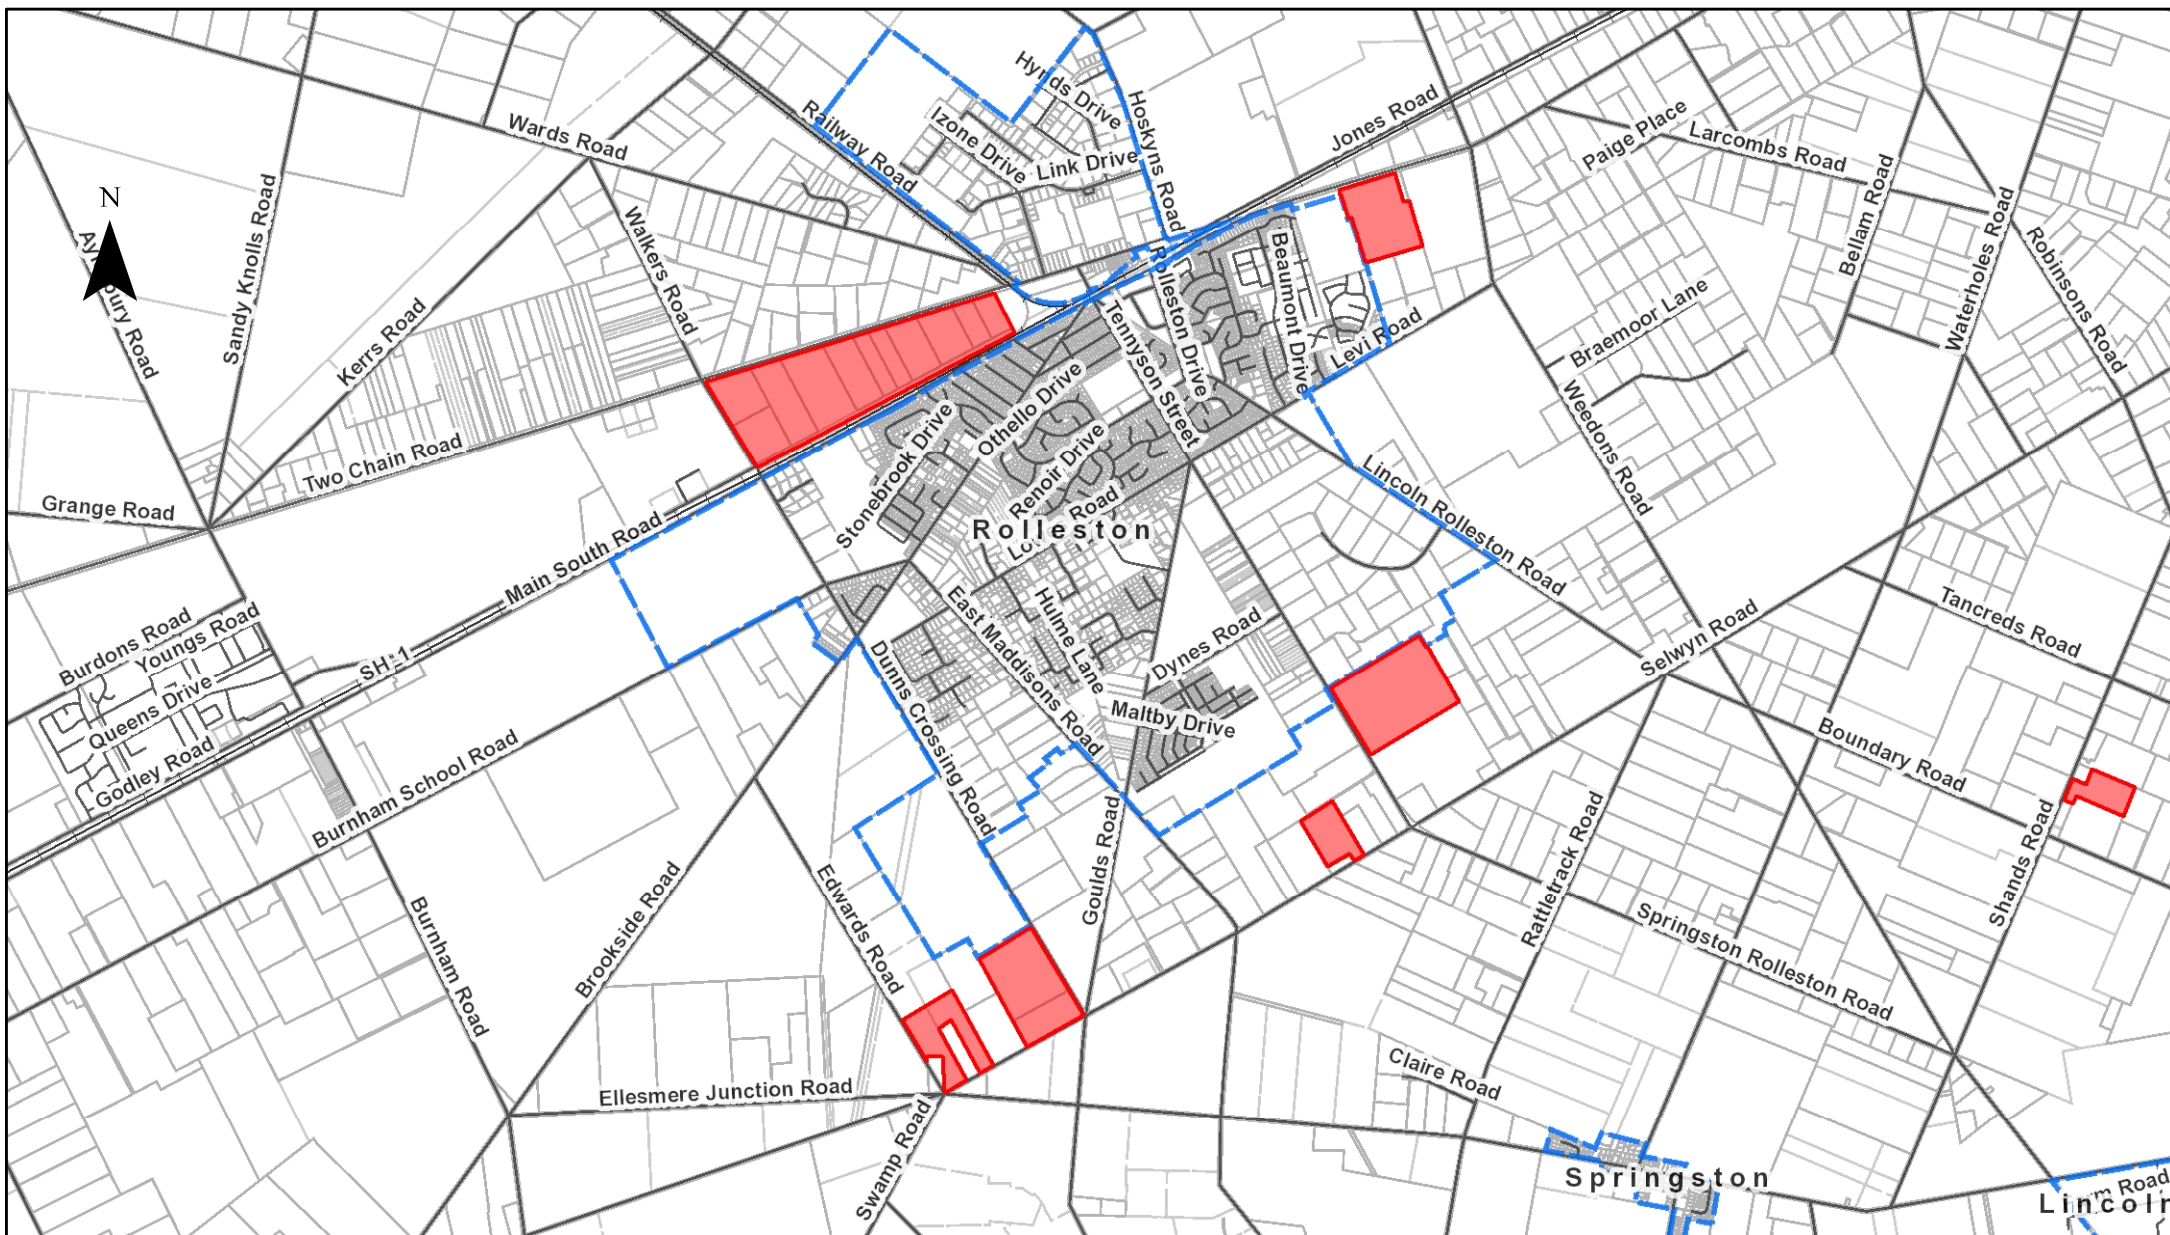 Hynds Drive
Hoskyns Road
Railway Road
Izone Drive
Link Drive
Jones Road
Paige Place
Larcombs Road
Wards Road
Bellam Road
Waterholes Road
Robinsons Road
N
Sandy Knolls Road
Walkers Road
Kerrs Road
Rolleston Drive
Beaumont Drive
Tennyson Street
Levi Road
Braemoor Lane
Weedons Road
Othello Drive
Stonebrook Drive
Renoir Drive
Road
Two Chain Road
Grange Road
Main South Road
Rolleston
Lincoln Rolleston Road
Tancreds Road
Burdons Road
Youngs Road
Queens Drive
Godley Road
SH 1
East Maddisons Road
Hulme Lane
Dynes Road
Selwyn Road
Dunns Crossing Road
Maltby Drive
Boundary Road
Burnham School Road
Edwards Road
Goulds Road
Brookside Road
Burnham Road
Rattletrack Road
Shands Road
Springston Rolleston Road
Ellesmere Junction Road
Claire Road
Swamp Road
Springston
Road
Lincoln